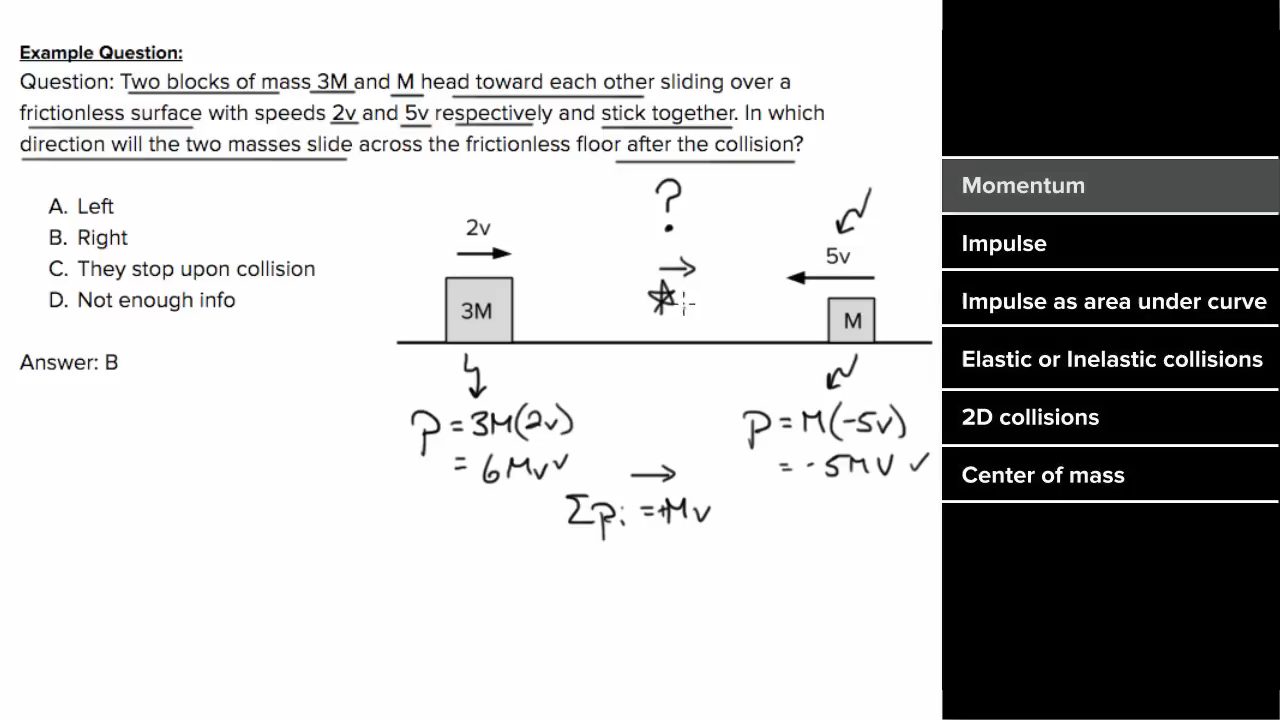 Example Question:
Question: Two blocks of mass 3M and M head toward each other sliding over a
frictionless surface with speeds 2v and 5v respectively and stick together. In which
direction will the two masses slide across the frictionless floor after the collision?
A. Left
B. Right
C. They stop upon collision
D. Not enough info
Answer: B
?
2v
5v
3M
M
p = 3M(2v)
= 6Mv ✓
p = M(-5v)
= -5MV ✓
Σpi = +Mv
Momentum
Impulse
Impulse as area under curve
Elastic or Inelastic collisions
2D collisions
Center of mass